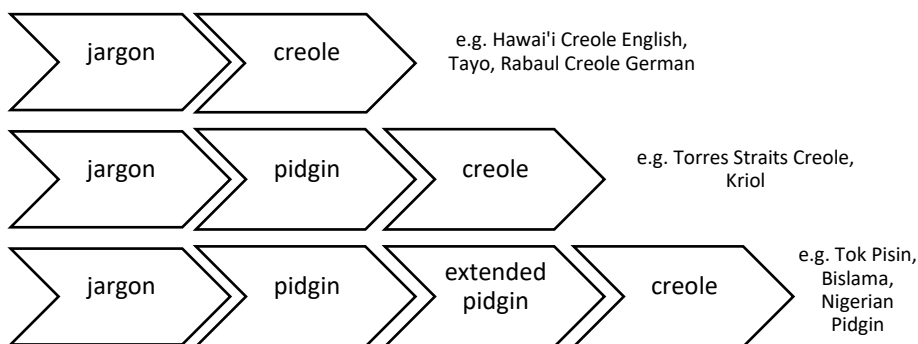 jargon
creole
e.g. Hawai'i Creole English,
Tayo, Rabaul Creole German
jargon
pidgin
creole
e.g. Torres Straits Creole,
Kriol
jargon
pidgin
extended
pidgin
creole
e.g. Tok Pisin,
Bislama,
Nigerian
Pidgin